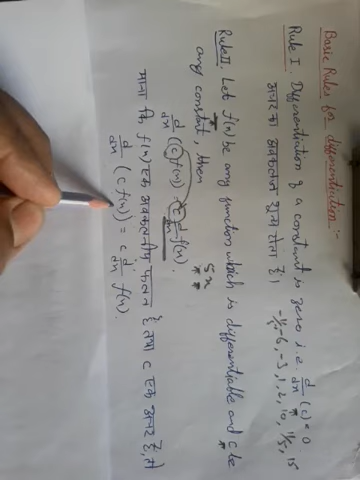 Basic Rules for differentiation :-
Rule I. Differentiation of a constant is zero i.e. d/dx (c) = 0
अचर का अवकलन शून्य होता है।
-1/2, -6, -3, 1, 2, 10, 1/5, 15
Rule II. Let f(x) be any function which is differentiable and c be
any constant, then
5x
d/dx (c f(x)) = c d/dx f(x).
माना कि f(x) एक अवकलनीय फलन है तथा c एक अचर है, तो
d/dx (c f(x)) = c d/dx f(x).